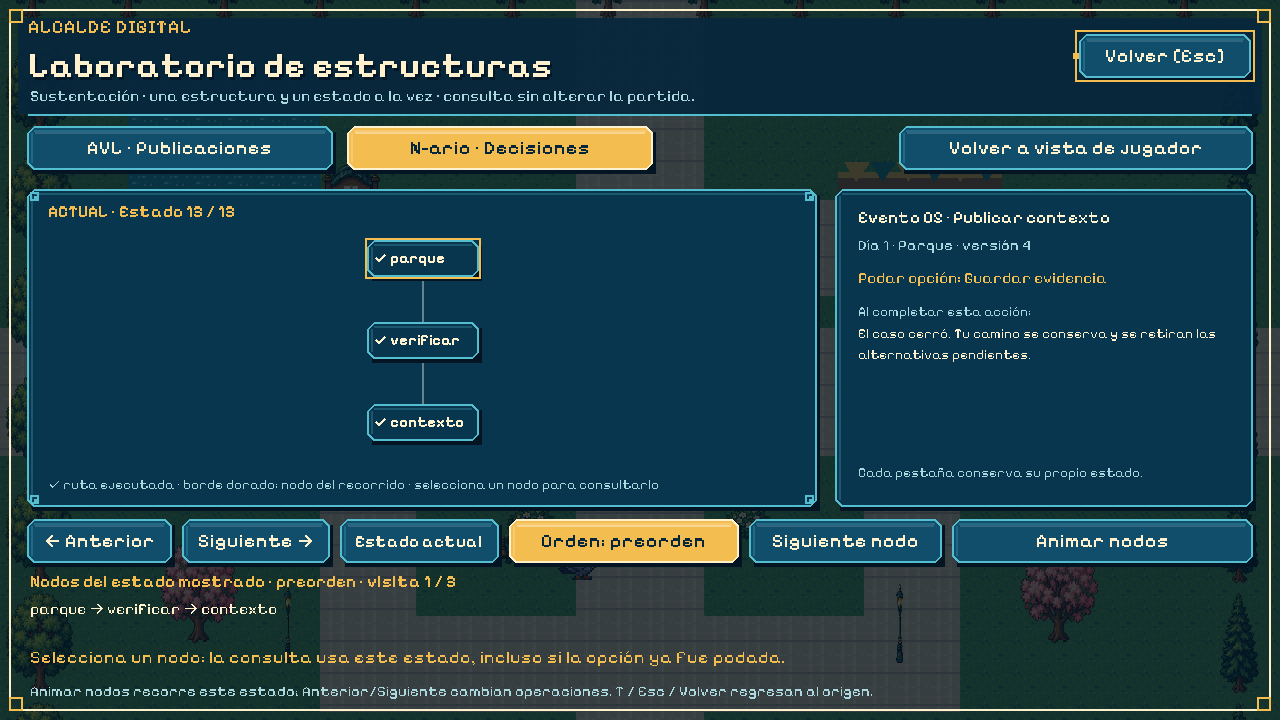 ALCALDE DIGITAL
Laboratorio de estructuras
Volver (Esc)
Sustentación · una estructura y un estado a la vez · consulta sin alterar la partida.
AVL · Publicaciones
N-ario · Decisiones
Volver a vista de jugador
ACTUAL · Estado 13 / 13
✓ parque
✓ verificar
✓ contexto
✓ ruta ejecutada · borde dorado: nodo del recorrido · selecciona un nodo para consultarlo
Evento 08 · Publicar contexto
Día 1 · Parque · versión 4
Podar opción: Guardar evidencia
Al completar esta acción:
El caso cerró. Tu camino se conserva y se retiran las
alternativas pendientes.
Cada pestaña conserva su propio estado.
← Anterior
Siguiente →
Estado actual
Orden: preorden
Siguiente nodo
Animar nodos
Nodos del estado mostrado · preorden · visita 1 / 3
parque → verificar → contexto
Selecciona un nodo: la consulta usa este estado, incluso si la opción ya fue podada.
Animar nodos recorre este estado; Anterior/Siguiente cambian operaciones. T / Esc / Volver regresan al origen.